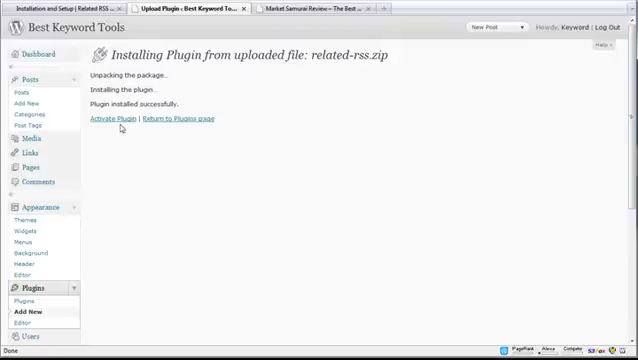 Installation and Setup | Related RSS ...
Upload Plugin ‹ Best Keyword To...
Market Samurai Review – The Best ...
Best Keyword Tools
New Post
Howdy, Keyword | Log Out
Help
Dashboard
Installing Plugin from uploaded file: related-rss.zip
Unpacking the package..
Installing the plugin..
Plugin installed successfully.
Activate Plugin | Return to Plugins page
Posts
Posts
Add New
Categories
Post Tags
Media
Links
Pages
Comments
Appearance
Themes
Widgets
Menus
Background
Header
Editor
Plugins
Plugins
Add New
Editor
Users
Done
PageRank
Alexa
Compete